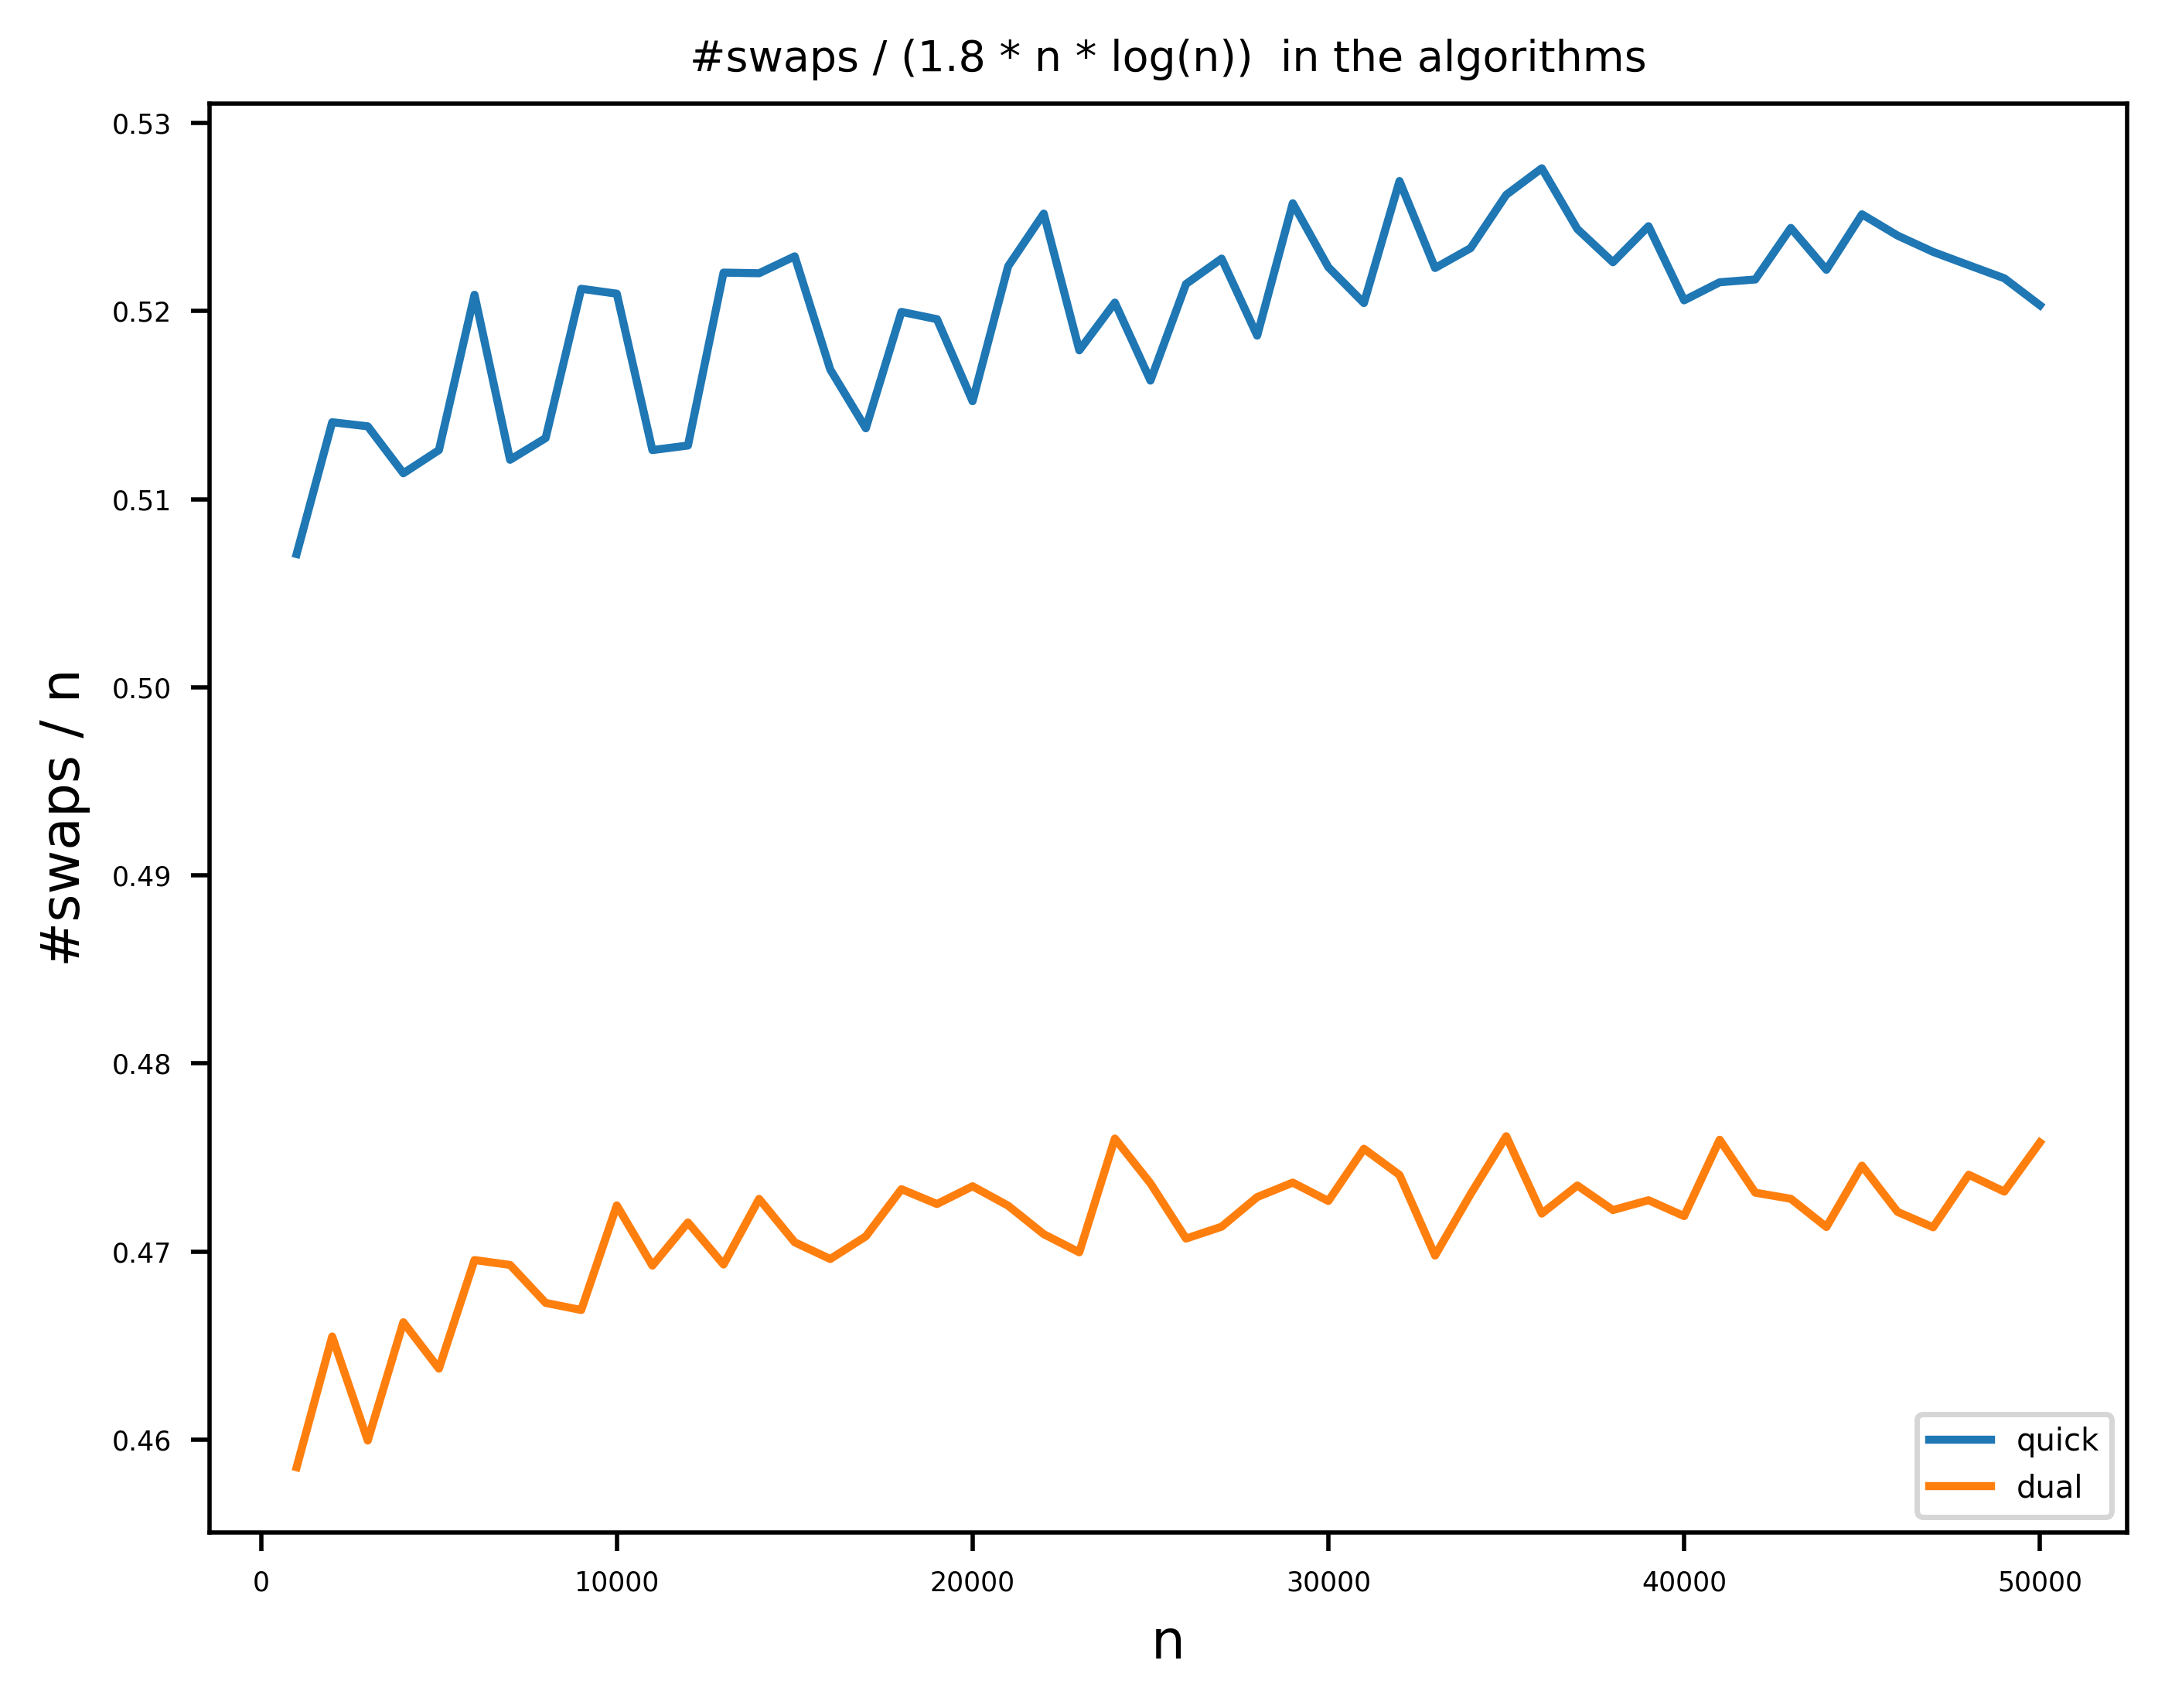 #swaps / (1.8 * n * log(n))  in the algorithms
#swaps / n
0.53
0.52
0.51
0.50
0.49
0.48
0.47
0.46
quick
dual
0 10000 20000 30000 40000 50000
n